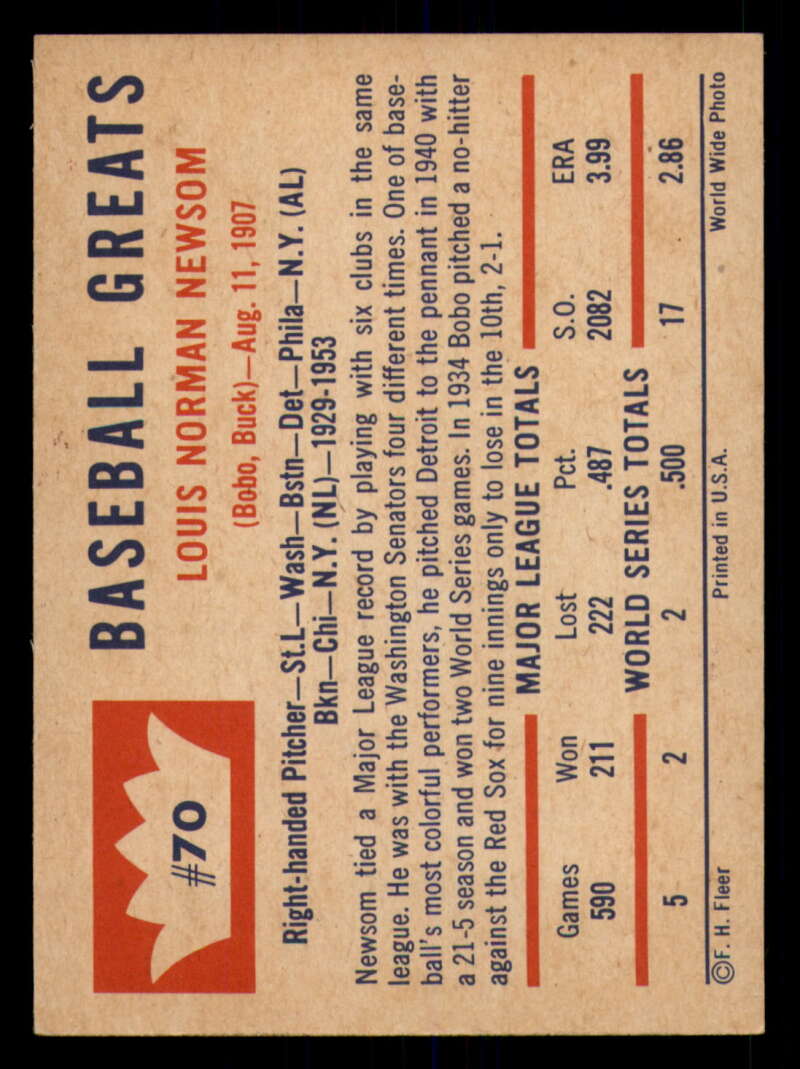 #70
BASEBALL GREATS
LOUIS NORMAN NEWSOM
(Bobo, Buck)—Aug. 11, 1907
Right-handed Pitcher—St.L—Wash—Bstn—Det—Phila—N.Y. (AL)
Bkn—Chi—N.Y. (NL)—1929-1953
Newsom tied a Major League record by playing with six clubs in the same
league. He was with the Washington Senators four different times. One of base-
ball's most colorful performers, he pitched Detroit to the pennant in 1940 with
a 21-5 season and won two World Series games. In 1934 Bobo pitched a no-hitter
against the Red Sox for nine innings only to lose in the 10th, 2-1.
MAJOR LEAGUE TOTALS
Games Won Lost Pct. S.O. ERA
590 211 222 .487 2082 3.99
WORLD SERIES TOTALS
5 2 2 .500 17 2.86
©F. H. Fleer Printed in U.S.A. World Wide Photo